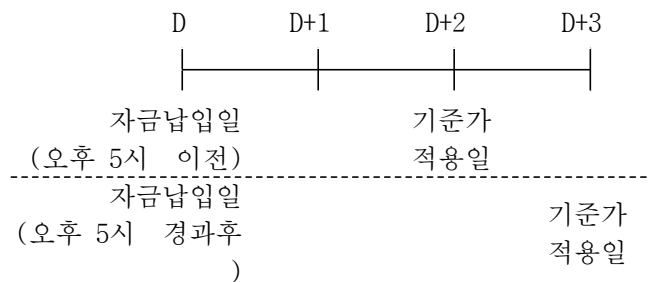 D D+1 D+2 D+3
자금납입일 기준가
(오후 5시 이전) 적용일
자금납입일
(오후 5시 경과후
)
기준가
적용일